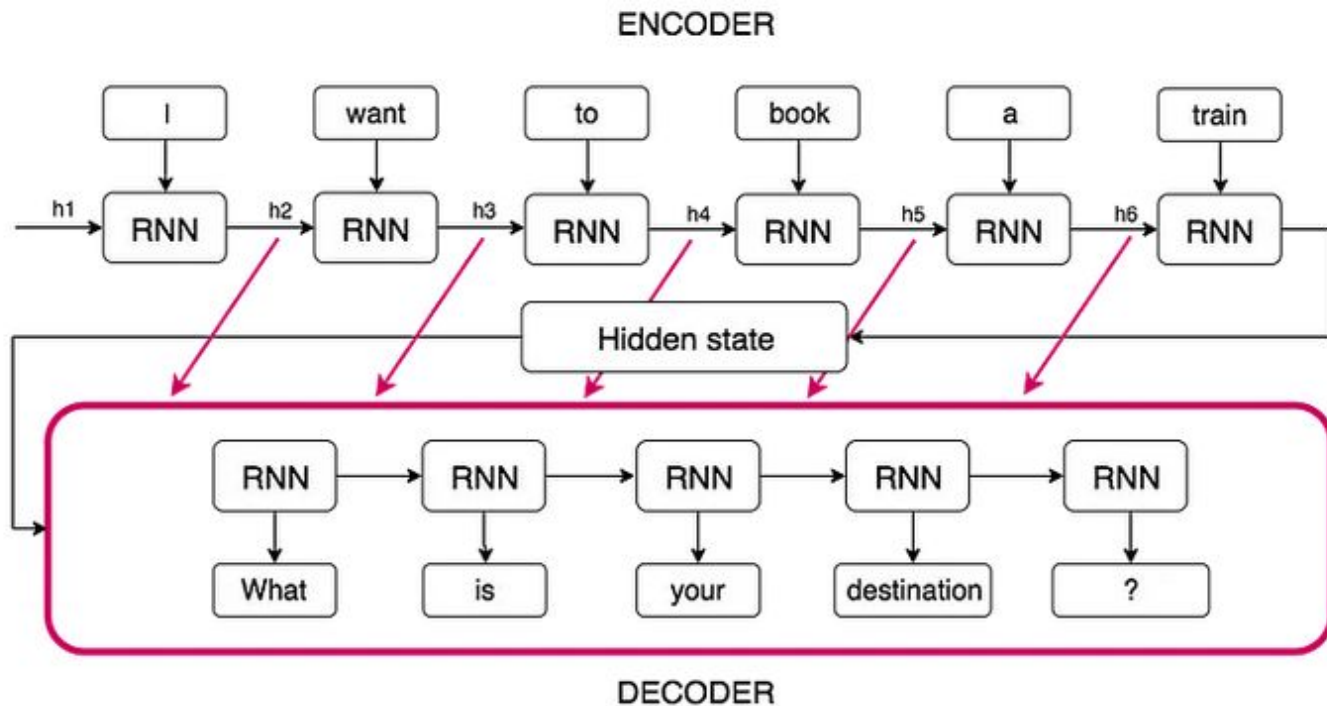 ENCODER
I want to book a train
h1 h2 h3 h4 h5 h6
RNN RNN RNN RNN RNN RNN
Hidden state
RNN RNN RNN RNN RNN
What is your destination ?
DECODER